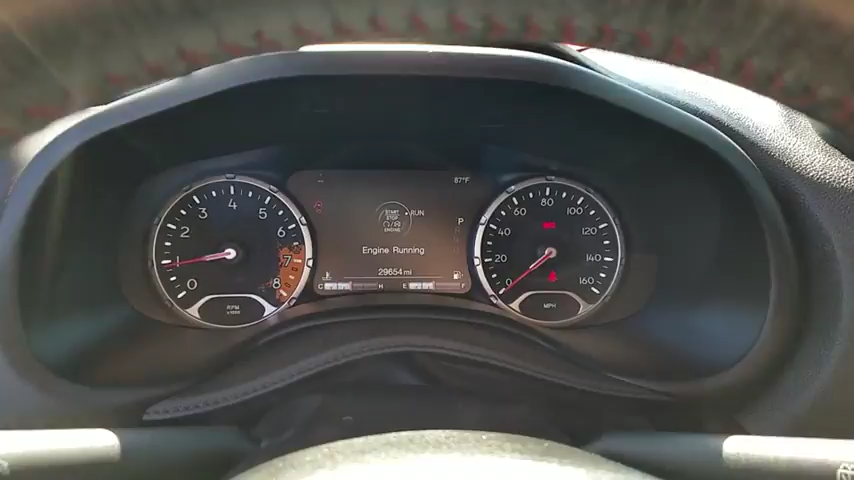 87°F
START
STOP
ENGINE
RUN
P
Engine Running
29654 mi
C H E F
0 1 2 3 4 5 6 7 8
RPM
x1000
0 20 40 60 80 100 120 140 160
MPH